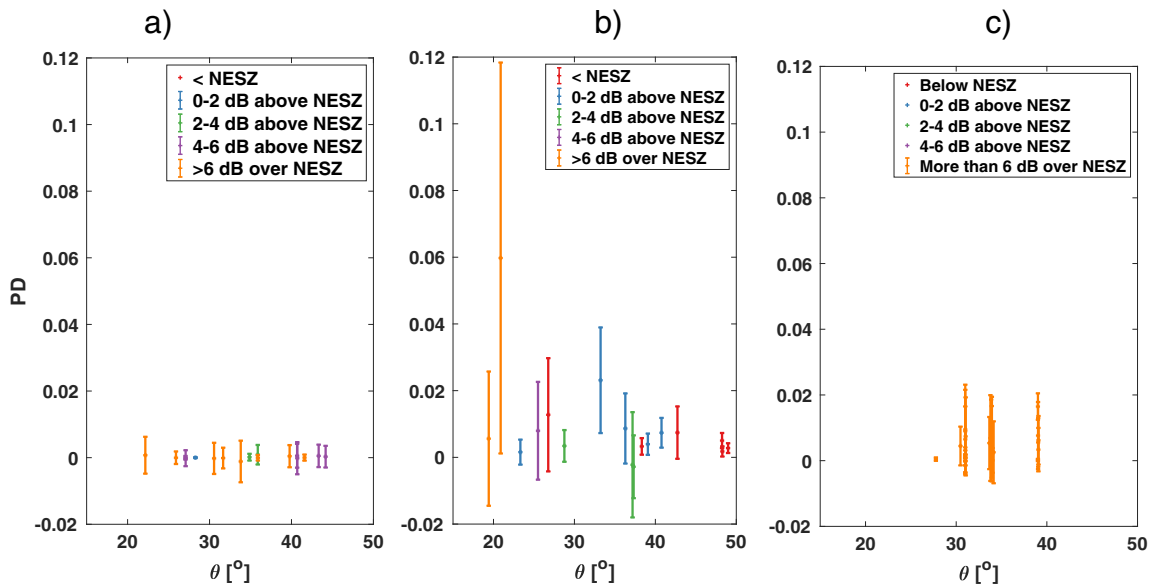 a)
0.12
0.1
0.08
0.06
0.04
0.02
0
-0.02
PD
20
30
40
50
θ [°]
< NESZ
0-2 dB above NESZ
2-4 dB above NESZ
4-6 dB above NESZ
>6 dB over NESZ
b)
0.12
0.1
0.08
0.06
0.04
0.02
0
-0.02
20
30
40
50
θ [°]
< NESZ
0-2 dB above NESZ
2-4 dB above NESZ
4-6 dB above NESZ
>6 dB over NESZ
c)
0.12
0.1
0.08
0.06
0.04
0.02
0
-0.02
20
30
40
50
θ [°]
Below NESZ
0-2 dB above NESZ
2-4 dB above NESZ
4-6 dB above NESZ
More than 6 dB over NESZ